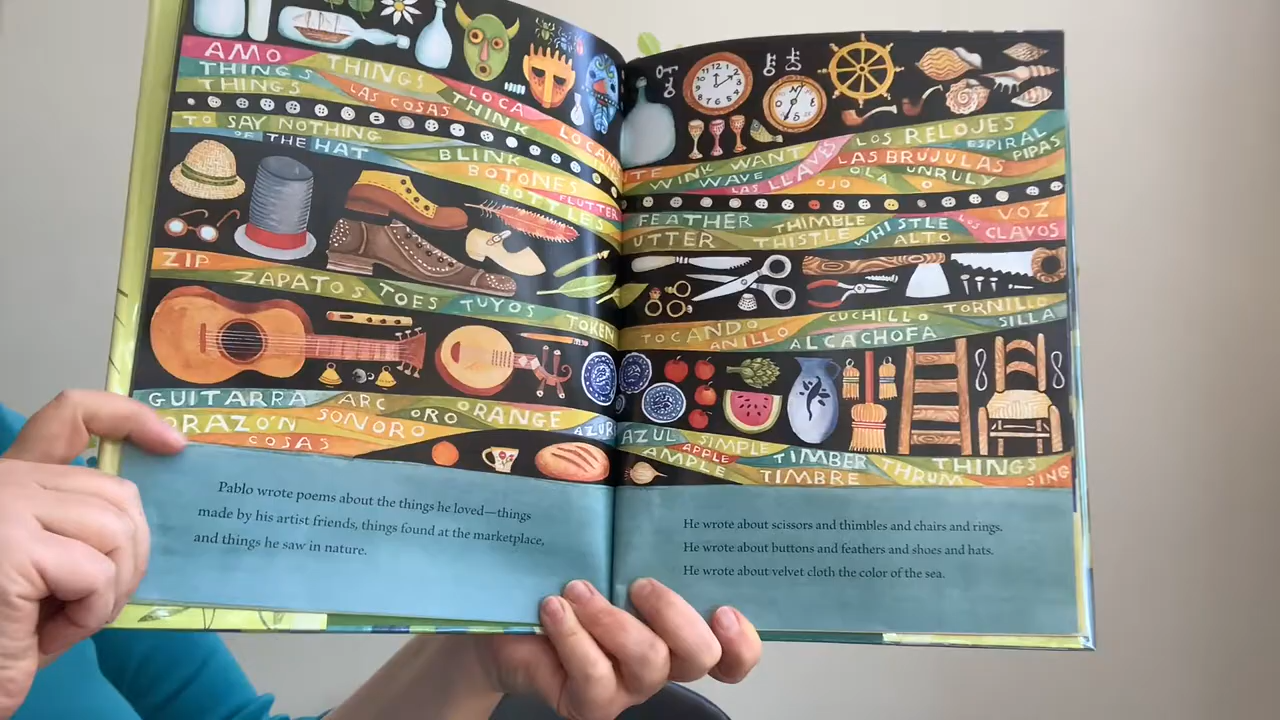 AMO THINGS LOCA
THINGS LAS COSAS THINK LOCAN
THINGS
TO SAY NOTHING BLINK BOTONES FLUTTER
OF THE HAT BOTTLES
ZIP
ZAPATOS TOES TUYOS TOKEN
GUITARRA ARC ORO ORANGE AZUR
ORAZÓN SONORO
COSAS
Pablo wrote poems about the things he loved—things
made by his artist friends, things found at the marketplace,
and things he saw in nature.
TE WINK WANT LOS RELOJES ESPIRAL
WAVE LAS LLAVES LAS BRUJULAS PIPAS
OJO OLA UNRULY
FEATHER THIMBLE WHISTLE LOS CLAVOS VOZ
UTTER THISTLE ALTO
TOCANDO CUCHILLO TORNILLO
ANILLO ALCACHOFA SILLA
AZUL SIMPLE TIMBER THRUM THINGS
AMPLE APPLE TIMBRE SING
He wrote about scissors and thimbles and chairs and rings.
He wrote about buttons and feathers and shoes and hats.
He wrote about velvet cloth the color of the sea.